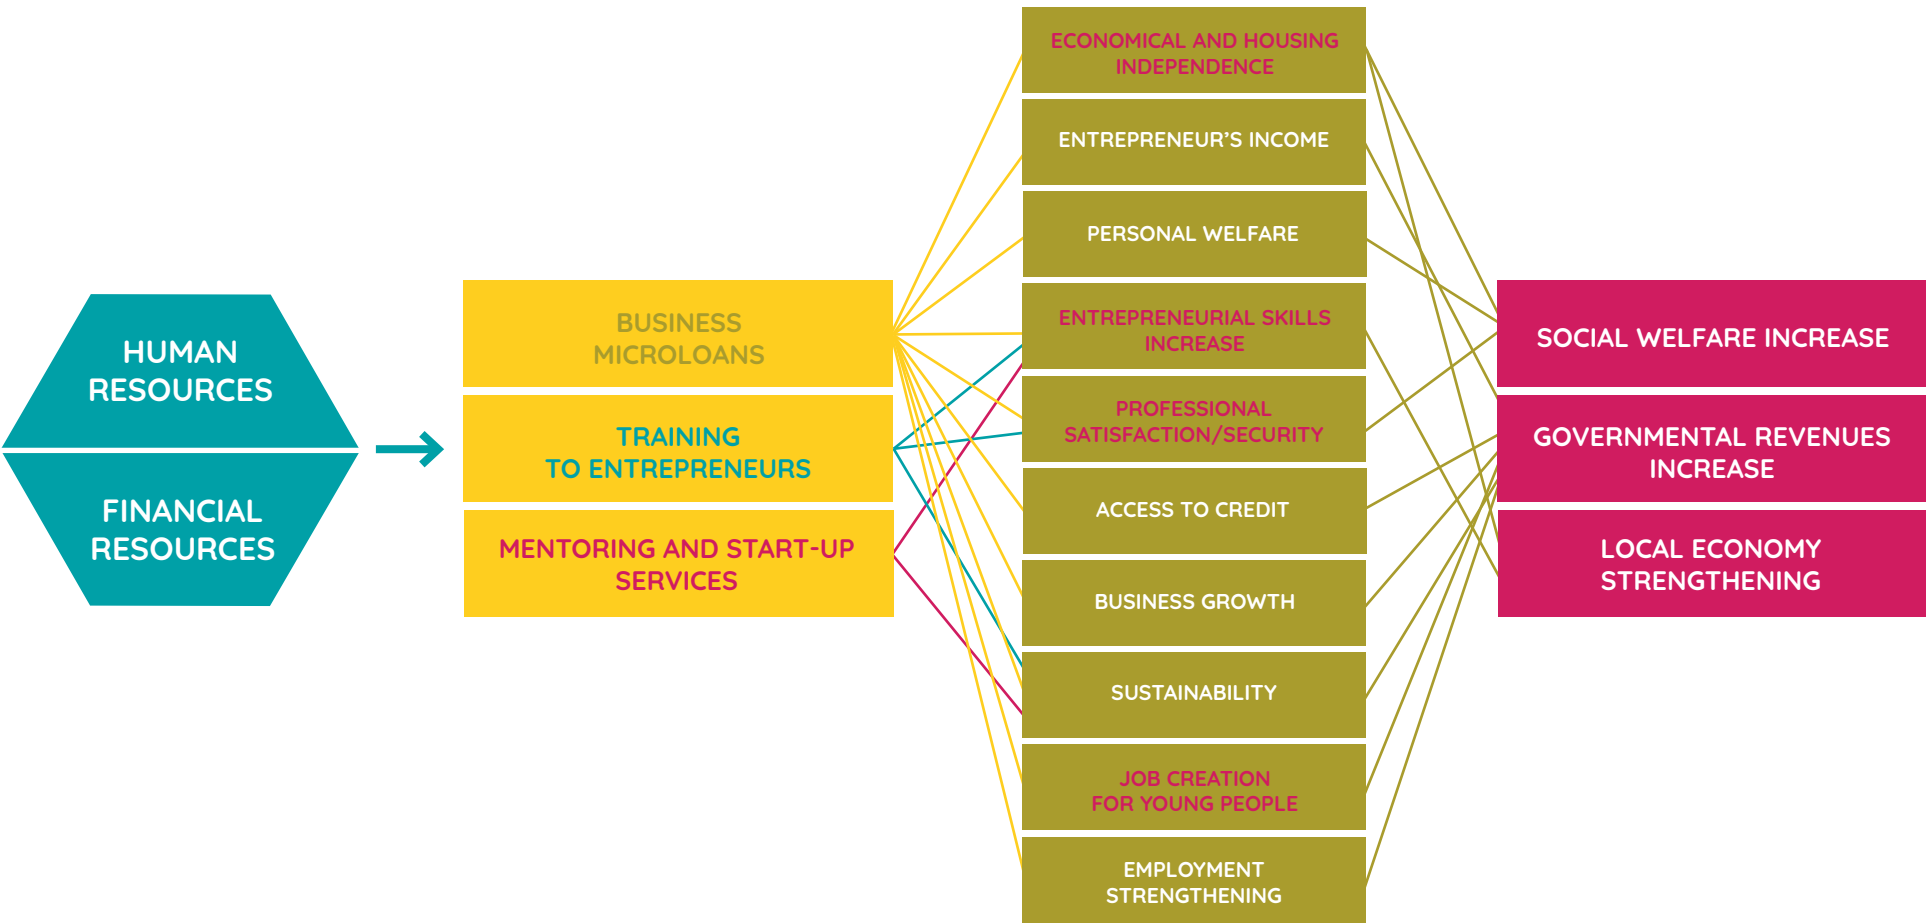 HUMAN
RESOURCES
FINANCIAL
RESOURCES
BUSINESS
MICROLOANS
TRAINING
TO ENTREPRENEURS
MENTORING AND START-UP
SERVICES
ECONOMICAL AND HOUSING
INDEPENDENCE
ENTREPRENEUR’S INCOME
PERSONAL WELFARE
ENTREPRENEURIAL SKILLS
INCREASE
PROFESSIONAL
SATISFACTION/SECURITY
ACCESS TO CREDIT
BUSINESS GROWTH
SUSTAINABILITY
JOB CREATION
FOR YOUNG PEOPLE
EMPLOYMENT
STRENGTHENING
SOCIAL WELFARE INCREASE
GOVERNMENTAL REVENUES
INCREASE
LOCAL ECONOMY
STRENGTHENING